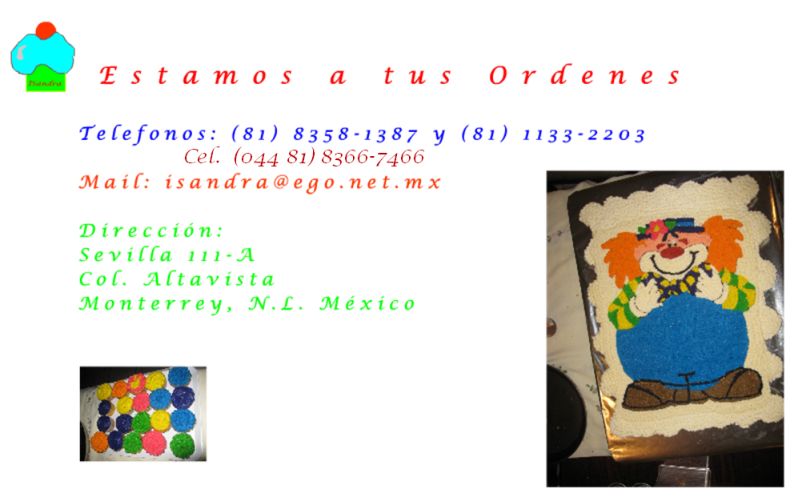 Isandra
Estamos a tus Ordenes
Telefonos: (81) 8358-1387 y (81) 1133-2203
Cel. (044 81) 8366-7466
Mail: isandra@ego.net.mx
Dirección:
Sevilla 111-A
Col. Altavista
Monterrey, N.L. México